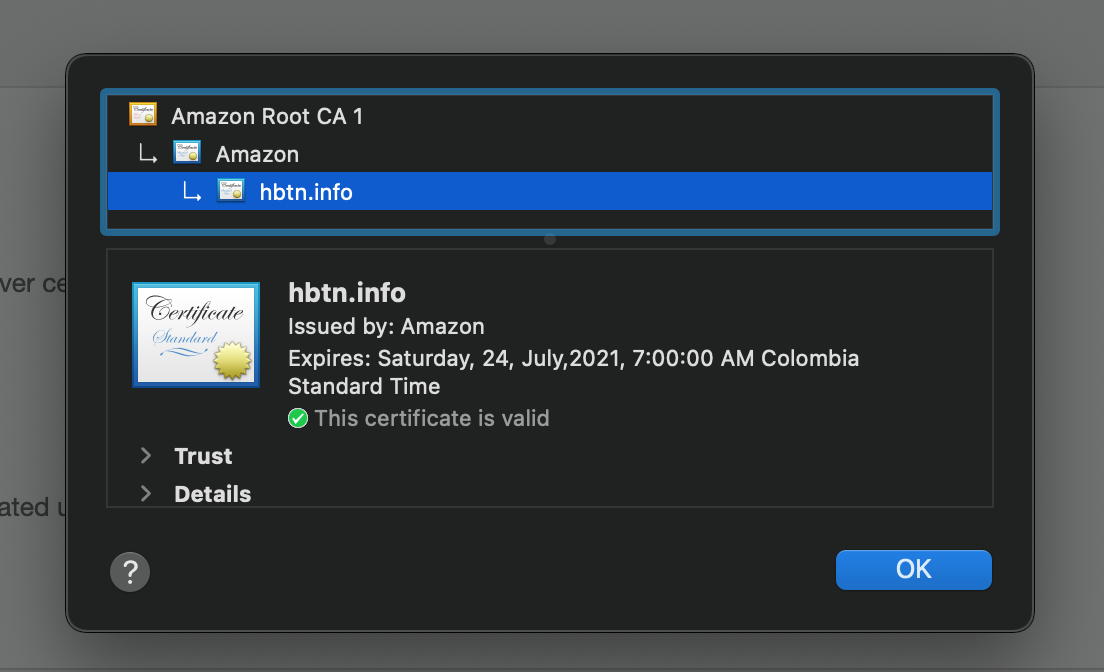 Amazon Root CA 1
Amazon
hbtn.info
ver ce
hbtn.info
Certificate
Standard
Issued by: Amazon
Expires: Saturday, 24, July,2021, 7:00:00 AM Colombia
Standard Time
This certificate is valid
Trust
Details
ated u
?
OK